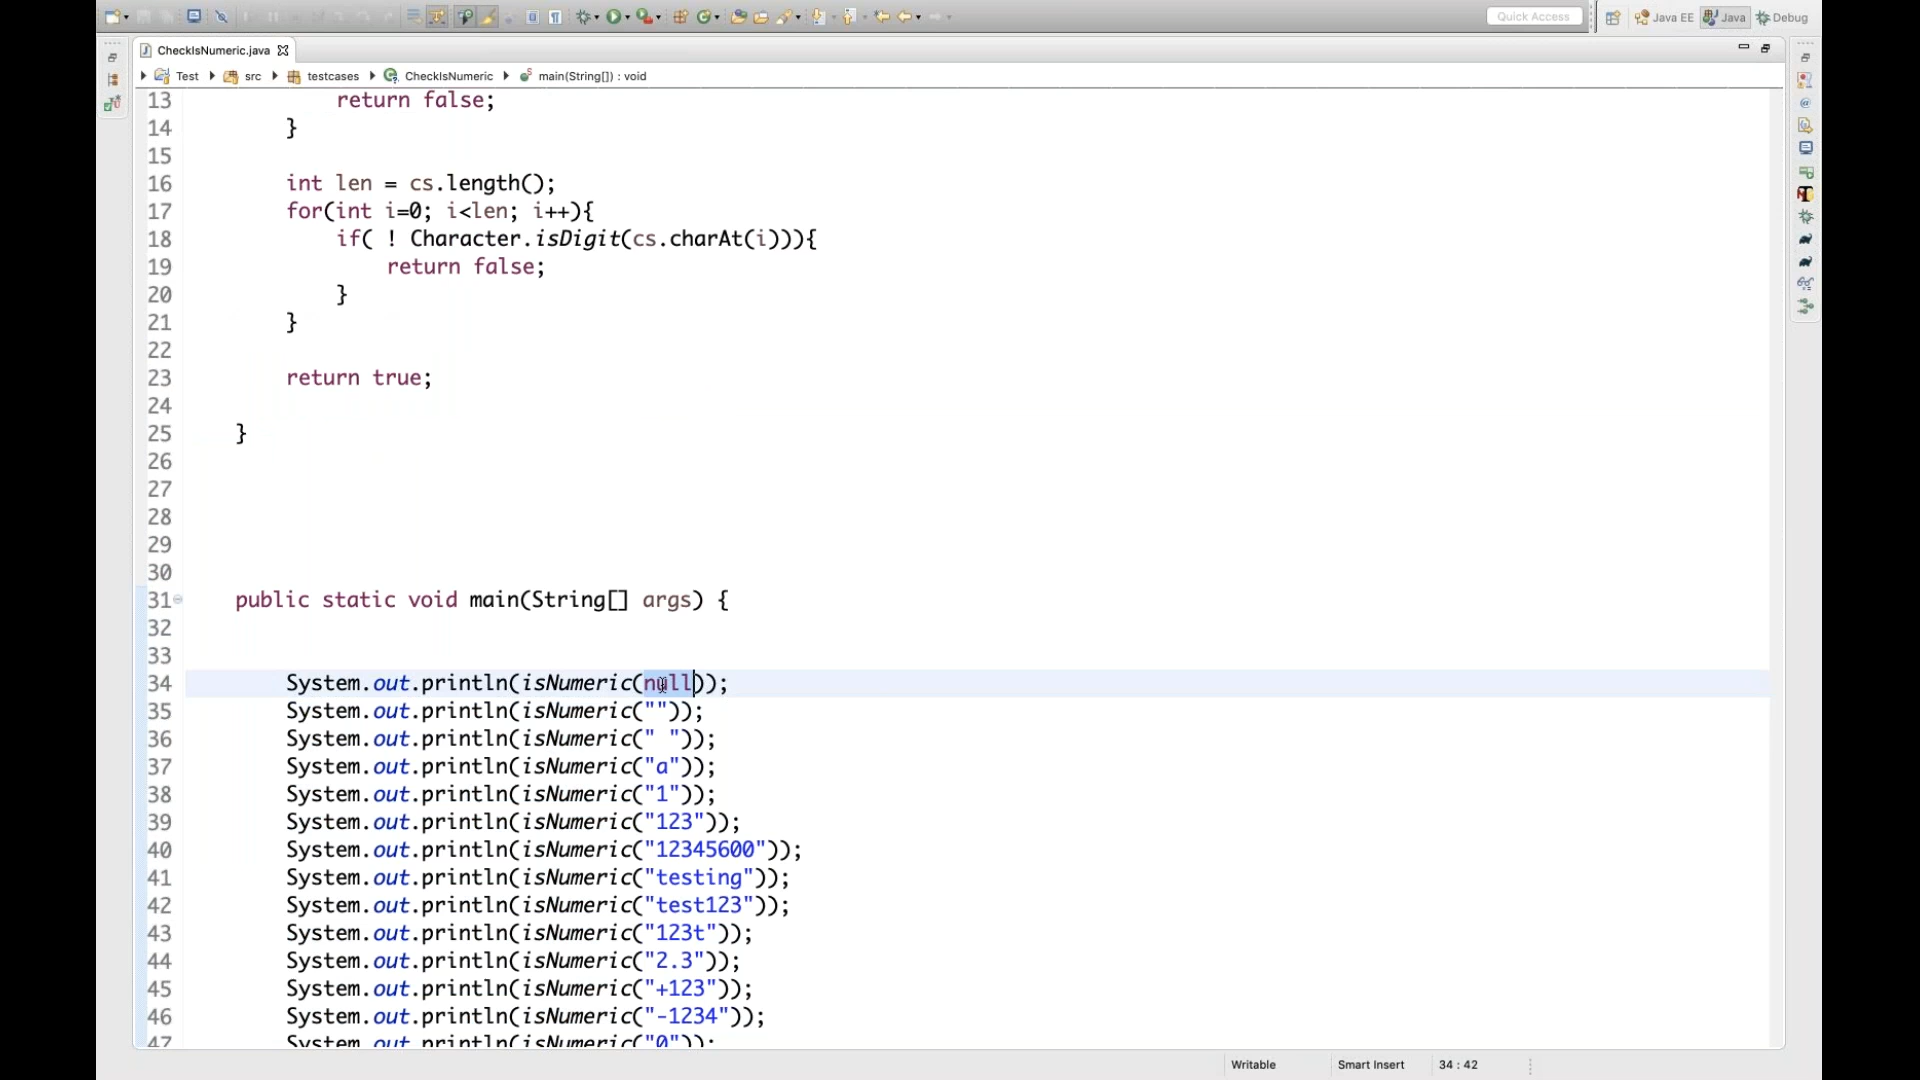 Quick Access
Java EE
Java
Debug
CheckIsNumeric.java
Test
src
testcases
CheckIsNumeric
main(String[]) : void
13 return false;
14 }
15
16 int len = cs.length();
17 for(int i=0; i<len; i++){
18 if( ! Character.isDigit(cs.charAt(i))){
19 return false;
20 }
21 }
22
23 return true;
24
25 }
26
27
28
29
30
31 public static void main(String[] args) {
32
33
34 System.out.println(isNumeric(null));
35 System.out.println(isNumeric(""));
36 System.out.println(isNumeric(" "));
37 System.out.println(isNumeric("a"));
38 System.out.println(isNumeric("1"));
39 System.out.println(isNumeric("123"));
40 System.out.println(isNumeric("12345600"));
41 System.out.println(isNumeric("testing"));
42 System.out.println(isNumeric("test123"));
43 System.out.println(isNumeric("123t"));
44 System.out.println(isNumeric("2.3"));
45 System.out.println(isNumeric("+123"));
46 System.out.println(isNumeric("-1234"));
47 System.out.println(isNumeric("0"));
Writable
Smart Insert
34 : 42